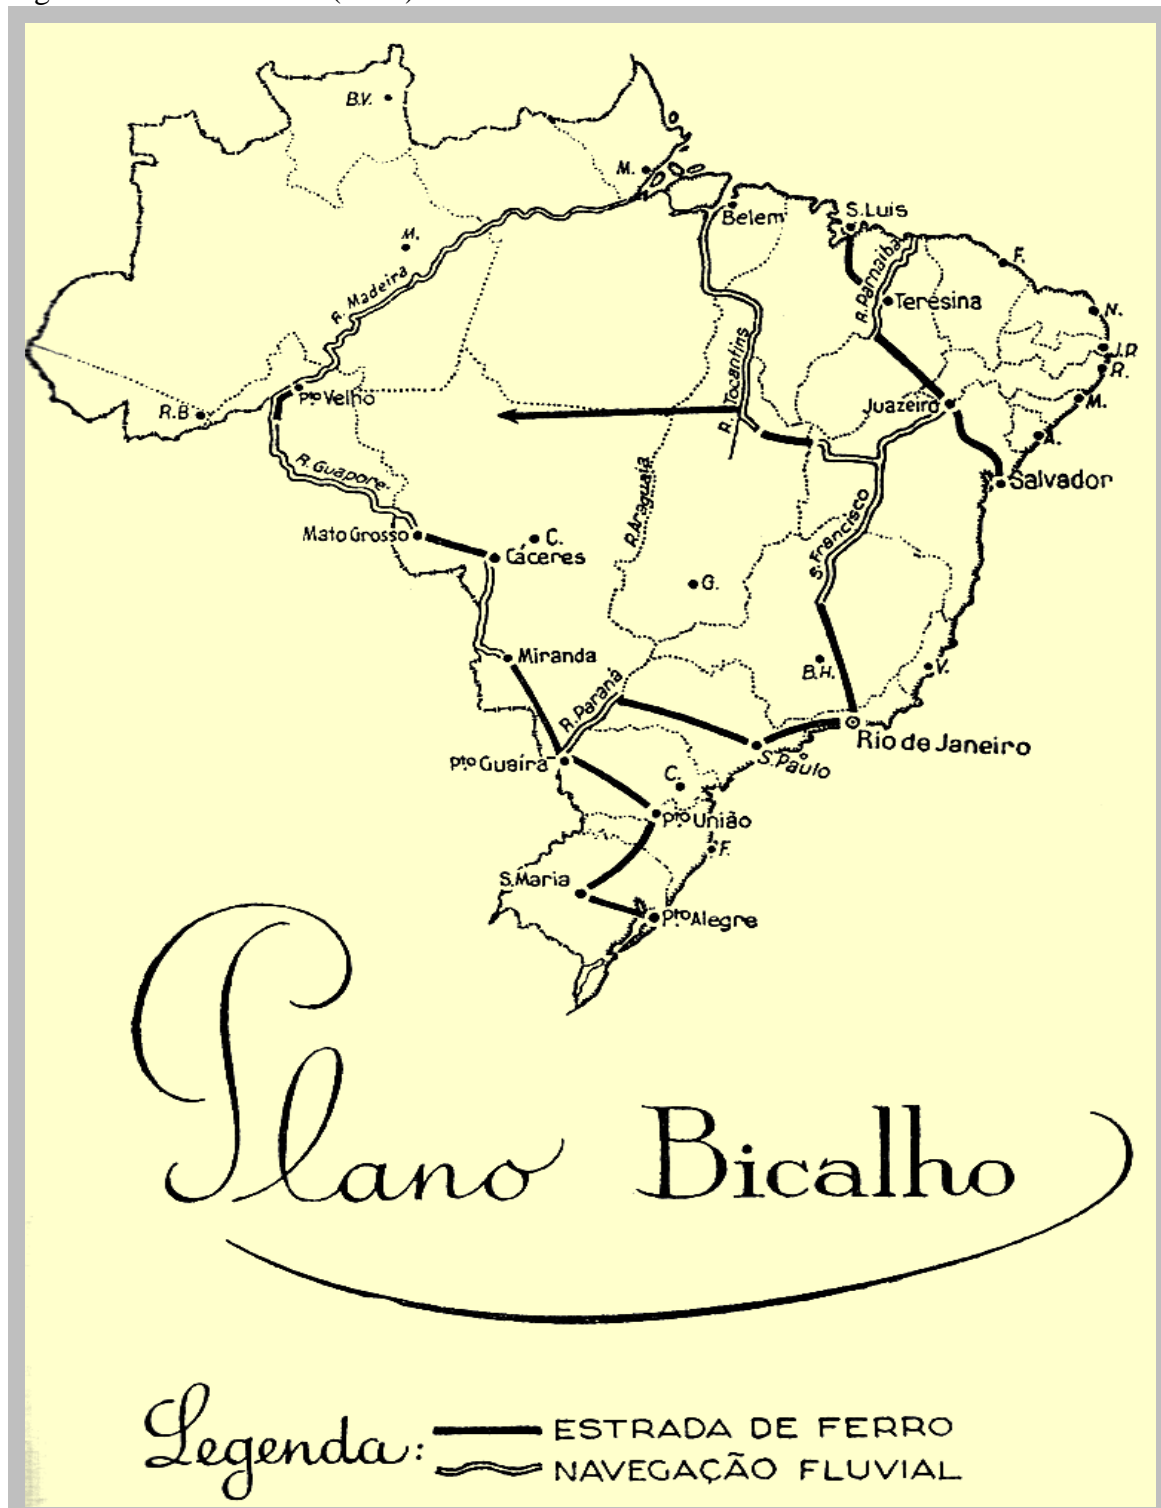 B.V.
M.
Belem
S.Luis
M.
F.
R. Madeira
R. Parnaiba
Teresina
N.
J.P.
R.
R. Tocantins
R.B.
Pto Velho
Juazeiro
M.
A.
R. Guapore
R. Araguaia
Salvador
S. Francisco
Mato Grosso
C.
Cáceres
G.
Miranda
B.H.
V.
R. Paraná
Rio de Janeiro
Pto Guaíra
S. Paulo
C.
Pto União
F.
S. Maria
Pto Alegre
Plano Bicalho
Legenda:
ESTRADA DE FERRO
NAVEGAÇÃO FLUVIAL